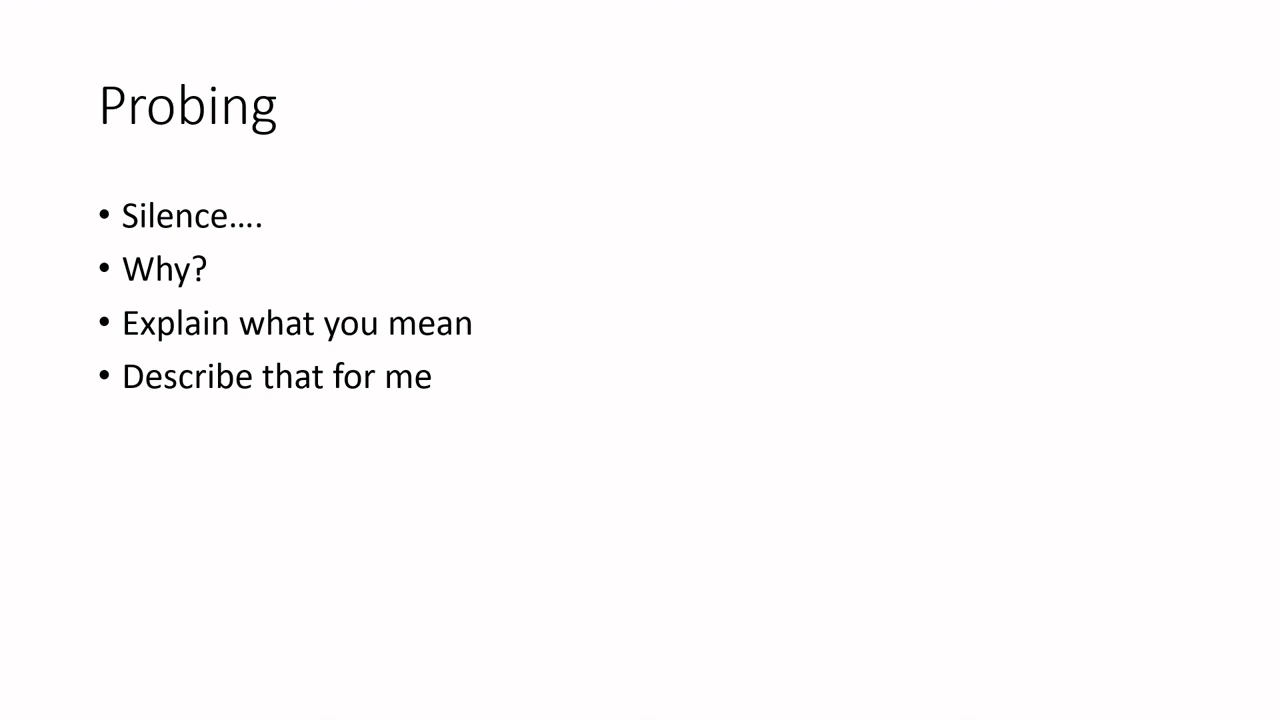 Probing
• Silence....
• Why?
• Explain what you mean
• Describe that for me